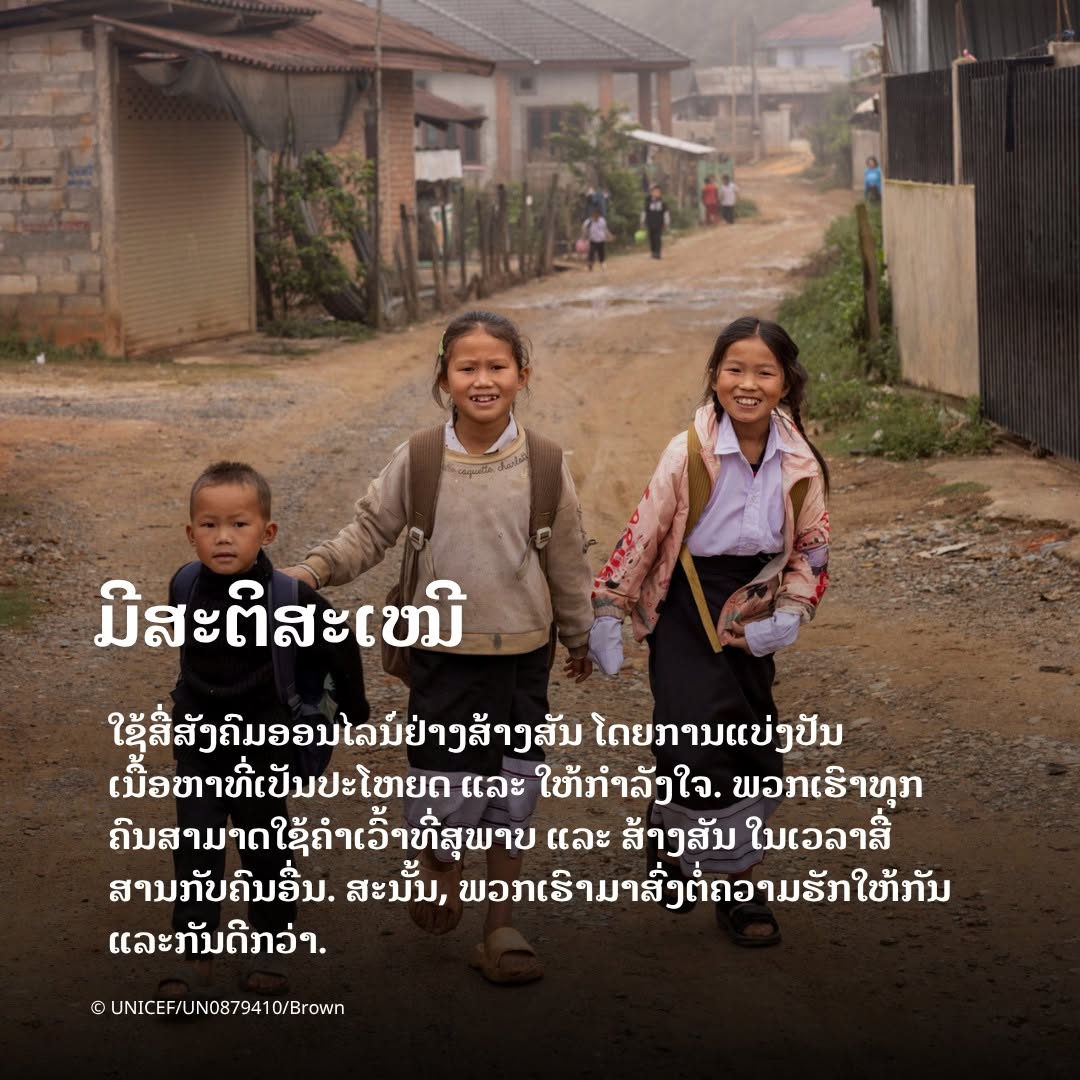 ມີສະຕິສະເໝີ
ໃຊ້ສື່ສັງຄົມອອນໄລນ໌ຢ່າງສ້າງສັນ ໂດຍການແບ່ງປັນ
ເນື້ອຫາທີ່ເປັນປະໂຫຍດ ແລະ ໃຫ້ກຳລັງໃຈ. ພວກເຮົາທຸກ
ຄົນສາມາດໃຊ້ຄຳເວົ້າທີ່ສຸພາບ ແລະ ສ້າງສັນ ໃນເວລາສື່
ສານກັບຄົນອື່ນ. ສະນັ້ນ, ພວກເຮົາມາສົ່ງຕໍ່ຄວາມຮັກໃຫ້ກັນ
ແລະກັນດີກວ່າ.
© UNICEF/UN0879410/Brown